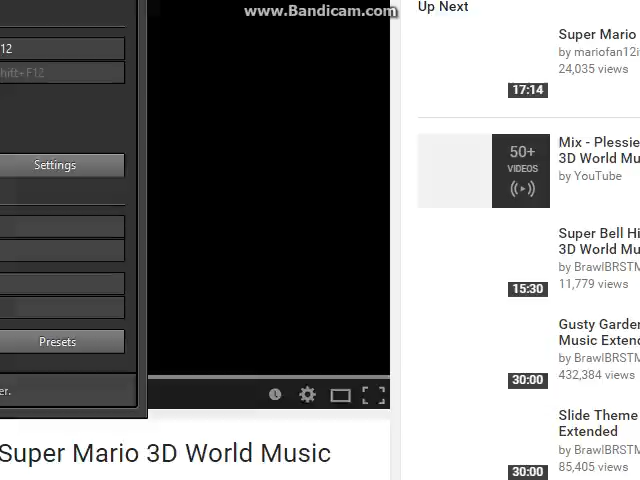 www.Bandicam.com
12
hift+F12
Settings
Presets
er.
Super Mario 3D World Music
Up Next
Super Mario
by mariofan12i
24,035 views
17:14
50+
VIDEOS
Mix - Plessie
3D World Mu
by YouTube
Super Bell Hi
3D World Mu
by BrawlBRSTM
11,779 views
15:30
Gusty Garde
Music Exten
by BrawlBRSTM
432,384 views
30:00
Slide Theme
Extended
by BrawlBRSTM
85,405 views
30:00